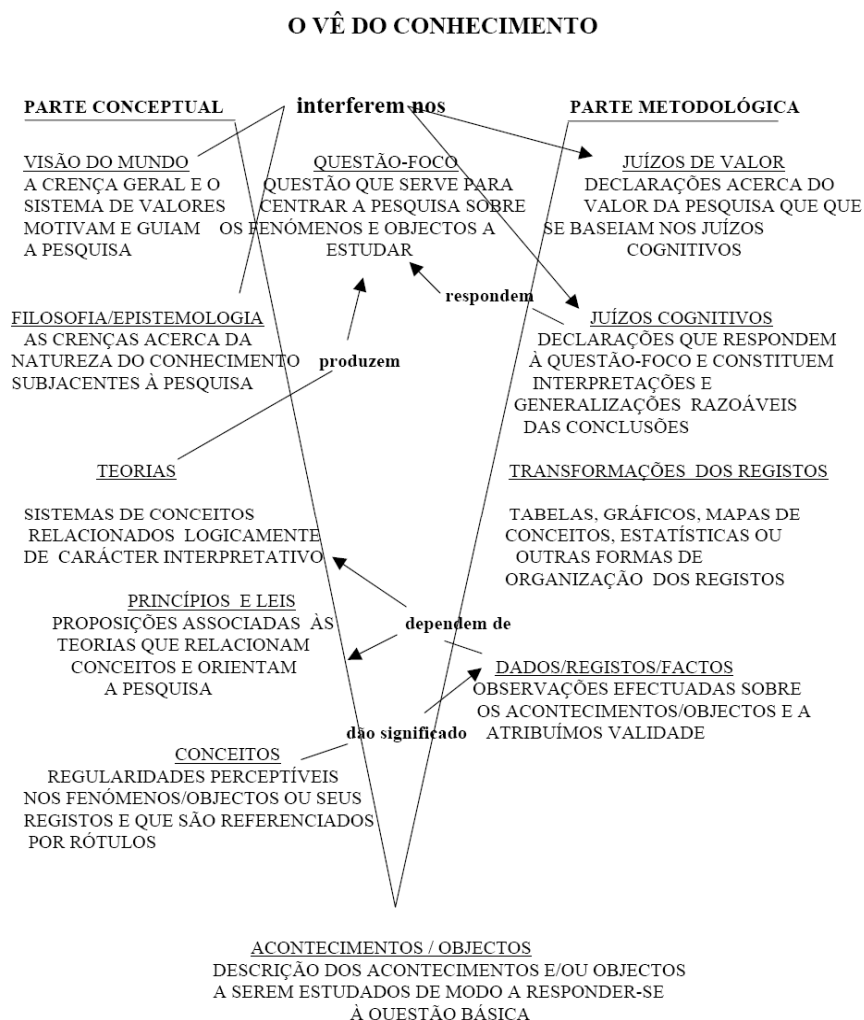 O VÊ DO CONHECIMENTO
PARTE CONCEPTUAL
interferem nos
PARTE METODOLÓGICA
VISÃO DO MUNDO
A CRENÇA GERAL E O
SISTEMA DE VALORES
MOTIVAM E GUIAM
A PESQUISA
QUESTÃO-FOCO
QUESTÃO QUE SERVE PARA
CENTRAR A PESQUISA SOBRE
OS FENÓMENOS E OBJECTOS A
ESTUDAR
JUÍZOS DE VALOR
DECLARAÇÕES ACERCA DO
VALOR DA PESQUISA QUE QUE
SE BASEIAM NOS JUÍZOS
COGNITIVOS
respondem
FILOSOFIA/EPISTEMOLOGIA
AS CRENÇAS ACERCA DA
NATUREZA DO CONHECIMENTO
SUBJACENTES À PESQUISA
produzem
JUÍZOS COGNITIVOS
DECLARAÇÕES QUE RESPONDEM
À QUESTÃO-FOCO E CONSTITUEM
INTERPRETAÇÕES E
GENERALIZAÇÕES RAZOÁVEIS
DAS CONCLUSÕES
TEORIAS
SISTEMAS DE CONCEITOS
RELACIONADOS LOGICAMENTE
DE CARÁCTER INTERPRETATIVO
TRANSFORMAÇÕES DOS REGISTOS
TABELAS, GRÁFICOS, MAPAS DE
CONCEITOS, ESTATÍSTICAS OU
OUTRAS FORMAS DE
ORGANIZAÇÃO DOS REGISTOS
PRINCÍPIOS E LEIS
PROPOSIÇÕES ASSOCIADAS ÀS
TEORIAS QUE RELACIONAM
CONCEITOS E ORIENTAM
A PESQUISA
dependem de
DADOS/REGISTOS/FACTOS
OBSERVAÇÕES EFECTUADAS SOBRE
OS ACONTECIMENTOS/OBJECTOS E A
ATRIBUÍMOS VALIDADE
dão significado
CONCEITOS
REGULARIDADES PERCEPTÍVEIS
NOS FENÓMENOS/OBJECTOS OU SEUS
REGISTOS E QUE SÃO REFERENCIADOS
POR RÓTULOS
ACONTECIMENTOS / OBJECTOS
DESCRIÇÃO DOS ACONTECIMENTOS E/OU OBJECTOS
A SEREM ESTUDADOS DE MODO A RESPONDER-SE
À QUESTÃO BÁSICA